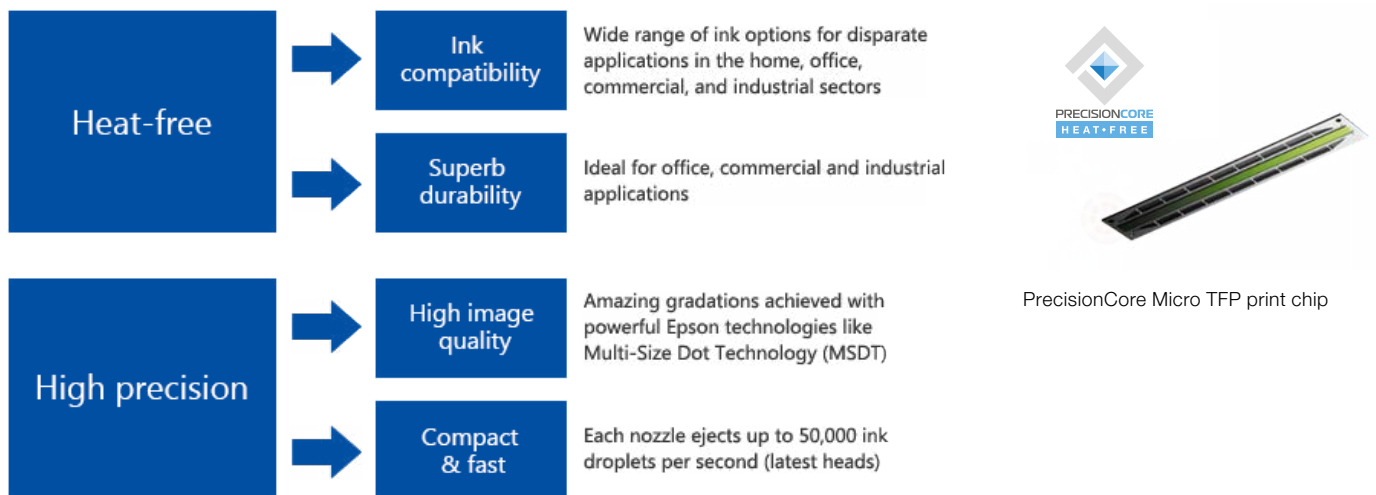 Heat-free
Ink
compatibility
Wide range of ink options for disparate
applications in the home, office,
commercial, and industrial sectors
Superb
durability
Ideal for office, commercial and industrial
applications
High precision
High image
quality
Amazing gradations achieved with
powerful Epson technologies like
Multi-Size Dot Technology (MSDT)
Compact
& fast
Each nozzle ejects up to 50,000 ink
droplets per second (latest heads)
PRECISIONCORE
HEAT•FREE
PrecisionCore Micro TFP print chip